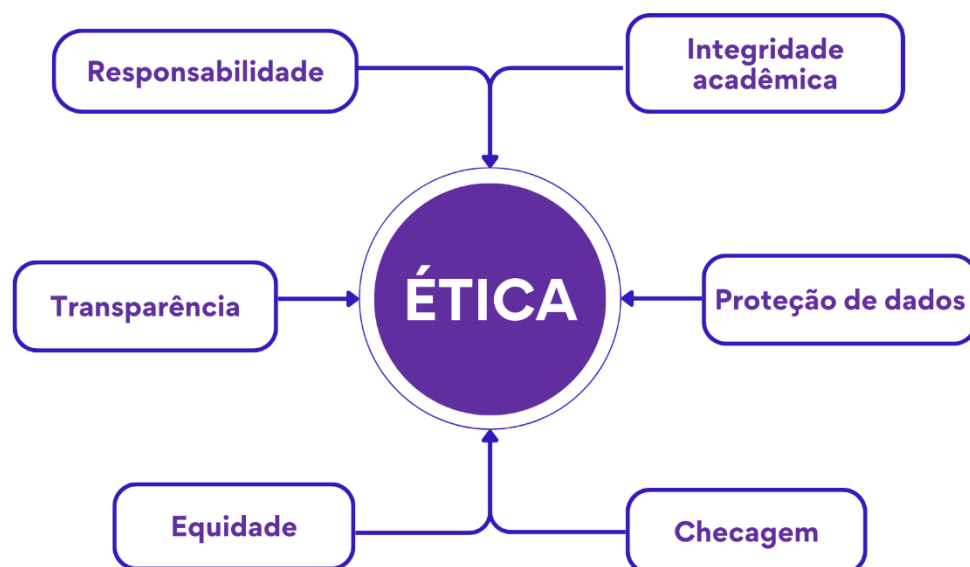 Responsabilidade
Integridade
acadêmica
Transparência
ÉTICA
Proteção de dados
Equidade
Checagem